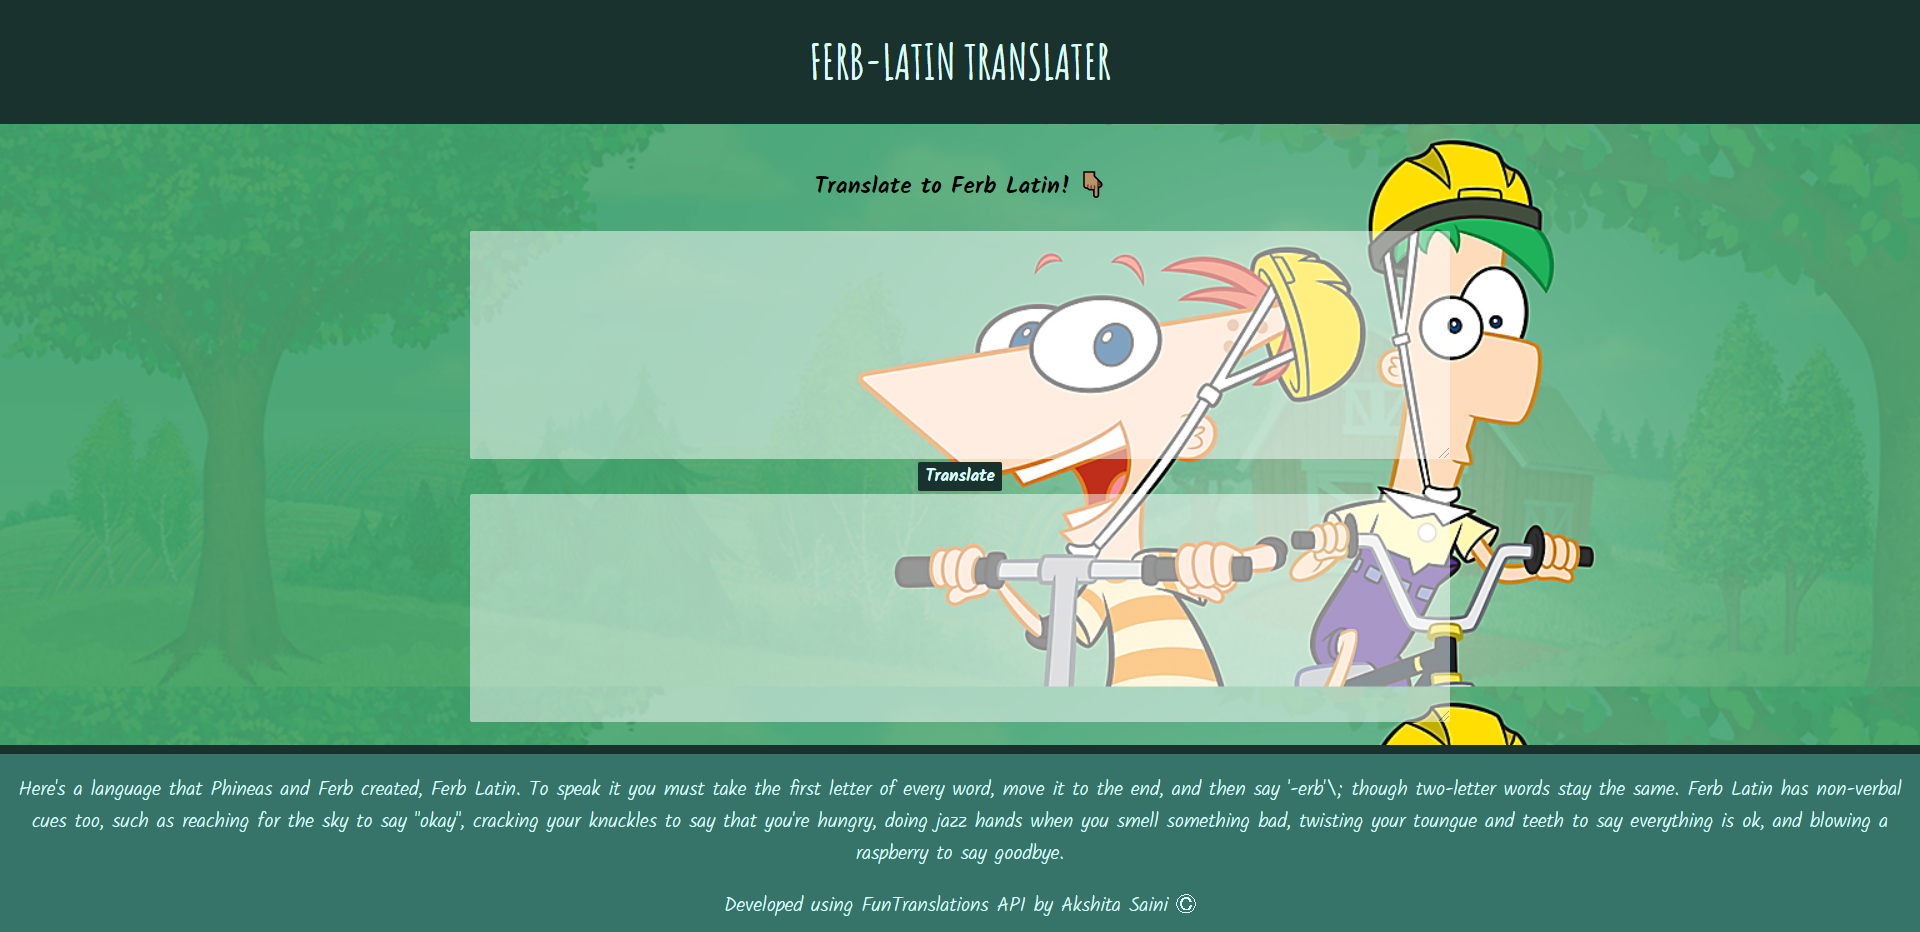 FERB-LATIN TRANSLATER
Translate to Ferb Latin! 👇🏽
Translate
Here's a language that Phineas and Ferb created, Ferb Latin. To speak it you must take the first letter of every word, move it to the end, and then say '-erb'\; though two-letter words stay the same. Ferb Latin has non-verbal
cues too, such as reaching for the sky to say "okay", cracking your knuckles to say that you're hungry, doing jazz hands when you smell something bad, twisting your toungue and teeth to say everything is ok, and blowing a
raspberry to say goodbye.
Developed using FunTranslations API by Akshita Saini ©